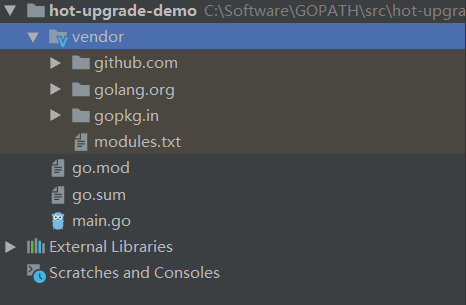 hot-upgrade-demo C:\Software\GOPATH\src\hot-upgra
vendor
github.com
golang.org
gopkg.in
modules.txt
go.mod
go.sum
main.go
External Libraries
Scratches and Consoles